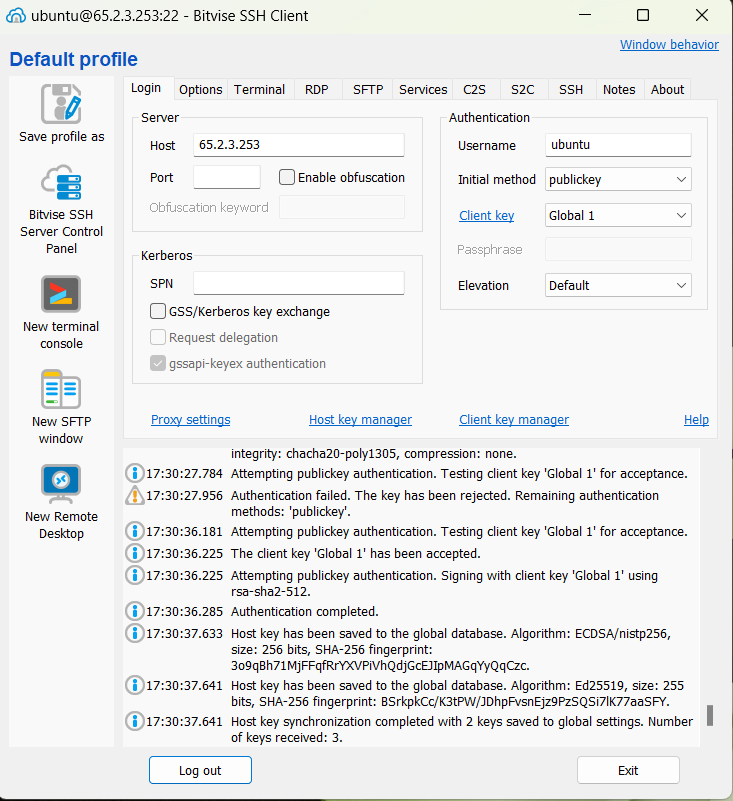 ubuntu@65.2.3.253:22 - Bitvise SSH Client
Window behavior
Default profile
Save profile as
Bitvise SSH
Server Control
Panel
New terminal
console
New SFTP
window
New Remote
Desktop
Login Options Terminal RDP SFTP Services C2S S2C SSH Notes About
Server
Host 65.2.3.253
Port Enable obfuscation
Obfuscation keyword
Kerberos
SPN
GSS/Kerberos key exchange
Request delegation
gssapi-keyex authentication
Authentication
Username ubuntu
Initial method publickey
Client key Global 1
Passphrase
Elevation Default
Proxy settings Host key manager Client key manager Help
integrity: chacha20-poly1305, compression: none.
17:30:27.784 Attempting publickey authentication. Testing client key 'Global 1' for acceptance.
17:30:27.956 Authentication failed. The key has been rejected. Remaining authentication
methods: 'publickey'.
17:30:36.181 Attempting publickey authentication. Testing client key 'Global 1' for acceptance.
17:30:36.225 The client key 'Global 1' has been accepted.
17:30:36.225 Attempting publickey authentication. Signing with client key 'Global 1' using
rsa-sha2-512.
17:30:36.285 Authentication completed.
17:30:37.633 Host key has been saved to the global database. Algorithm: ECDSA/nistp256,
size: 256 bits, SHA-256 fingerprint:
3o9qBh71MjFFqfRrYXVPiVhQdjGcEJIpMAGqYyQqCzc.
17:30:37.641 Host key has been saved to the global database. Algorithm: Ed25519, size: 255
bits, SHA-256 fingerprint: BSrkpkCc/K3tPW/JDhpFvsnEjz9PzSQSi7lK77aaSFY.
17:30:37.641 Host key synchronization completed with 2 keys saved to global settings. Number
of keys received: 3.
Log out Exit